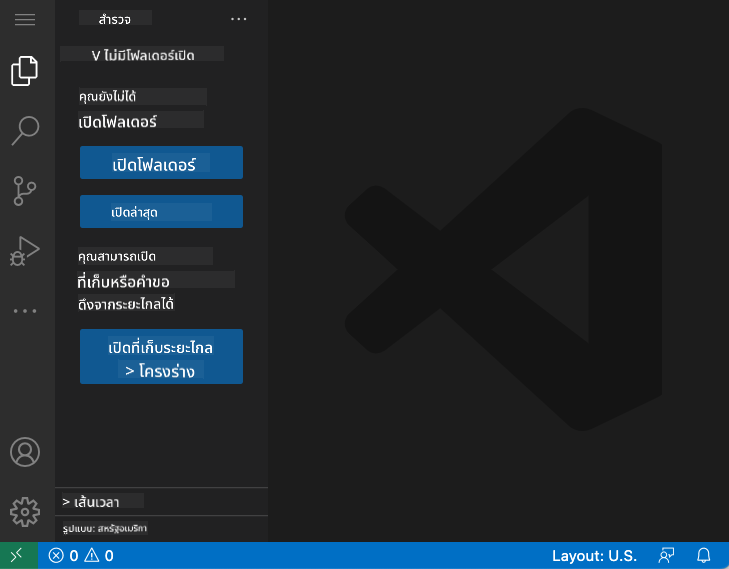 สำรวจ
V ไม่มีโฟลเดอร์เปิด
คุณยังไม่ได้
เปิดโฟลเดอร์
เปิดโฟลเดอร์
เปิดล่าสุด
คุณสามารถเปิด
ที่เก็บหรือคำขอ
ดึงจากระยะไกลได้
เปิดที่เก็บระยะไกล
> โครงร่าง
> เส้นเวลา
รูปแบบ: สหรัฐอเมริกา
0 0 Layout: U.S.